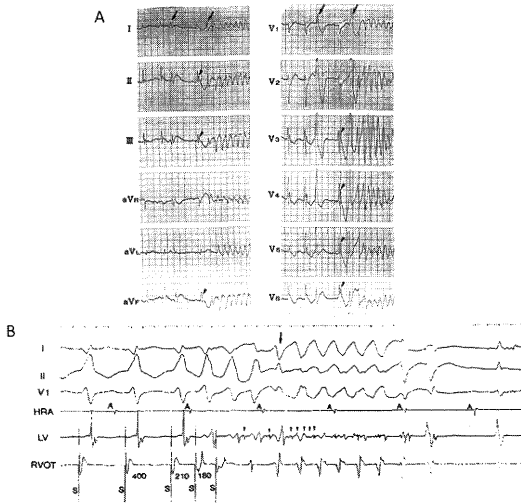 A
I
II
III
aVR
aVL
aVF
V1
V2
V3
V4
V5
V6
B
I
II
V1
HRA
A A A A A A
LV
RVOT
400 210 180
S S S S